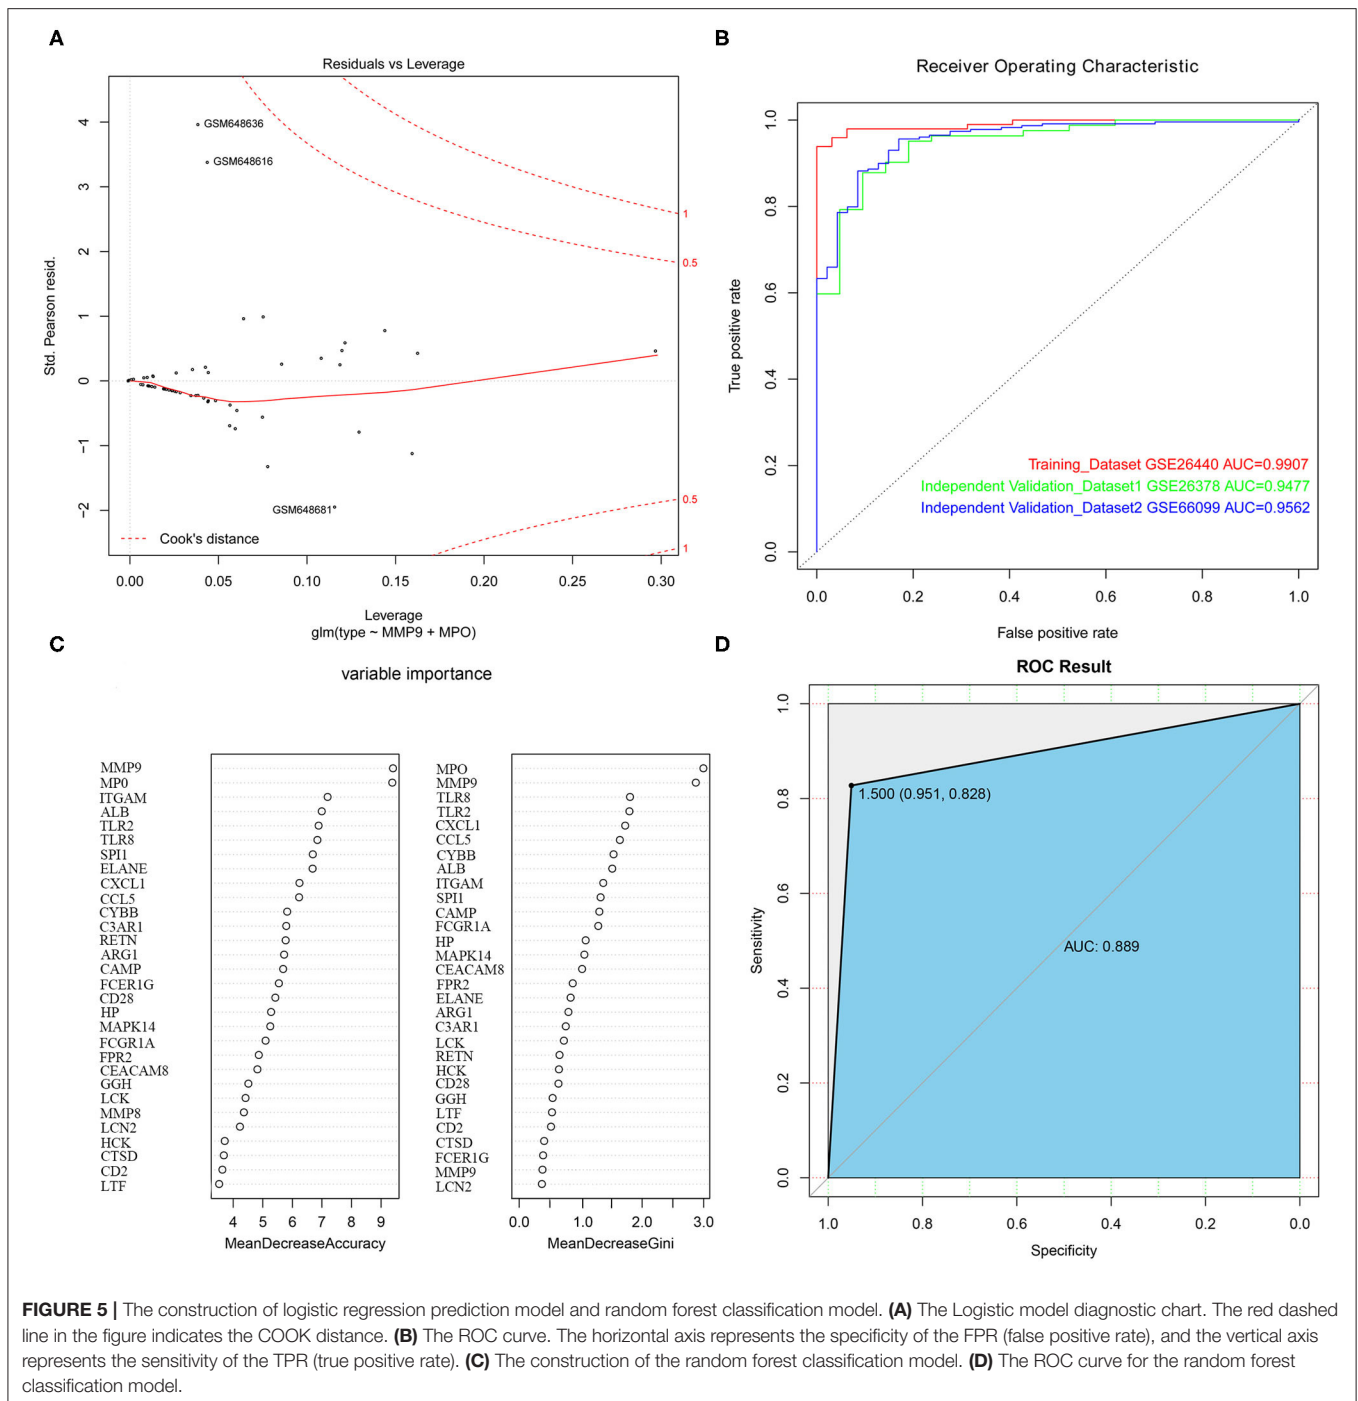 A
Residuals vs Leverage
4
3
2
1
0
−1
−2
Std. Pearson resid.
GSM648636
GSM648616
GSM648681
1
0.5
0.5
1
Cook's distance
0.00 0.05 0.10 0.15 0.20 0.25 0.30
Leverage
glm(type ~ MMP9 + MPO)
B
Receiver Operating Characteristic
1.0
0.8
0.6
0.4
0.2
0.0
True positive rate
Training_Dataset GSE26440 AUC=0.9907
Independent Validation_Dataset1 GSE26378 AUC=0.9477
Independent Validation_Dataset2 GSE66099 AUC=0.9562
0.0 0.2 0.4 0.6 0.8 1.0
False positive rate
C
variable importance
MMP9
MP0
ITGAM
ALB
TLR2
TLR8
SPI1
ELANE
CXCL1
CCL5
CYBB
C3AR1
RETN
ARG1
CAMP
FCER1G
CD28
HP
MAPK14
FCGR1A
FPR2
CEACAM8
GGH
LCK
MMP8
LCN2
HCK
CTSD
CD2
LTF
4 5 6 7 8 9
MeanDecreaseAccuracy
MPO
MMP9
TLR8
TLR2
CXCL1
CCL5
CYBB
ALB
ITGAM
SPI1
CAMP
FCGR1A
HP
MAPK14
CEACAM8
FPR2
ELANE
ARG1
C3AR1
LCK
RETN
HCK
CD28
GGH
LTF
CD2
CTSD
FCER1G
MMP9
LCN2
0.0 1.0 2.0 3.0
MeanDecreaseGini
D
ROC Result
1.0
0.8
0.6
0.4
0.2
0.0
Sensitivity
1.500 (0.951, 0.828)
AUC: 0.889
1.0 0.8 0.6 0.4 0.2 0.0
Specificity
FIGURE 5 | The construction of logistic regression prediction model and random forest classification model. (A) The Logistic model diagnostic chart. The red dashed
line in the figure indicates the COOK distance. (B) The ROC curve. The horizontal axis represents the specificity of the FPR (false positive rate), and the vertical axis
represents the sensitivity of the TPR (true positive rate). (C) The construction of the random forest classification model. (D) The ROC curve for the random forest
classification model.